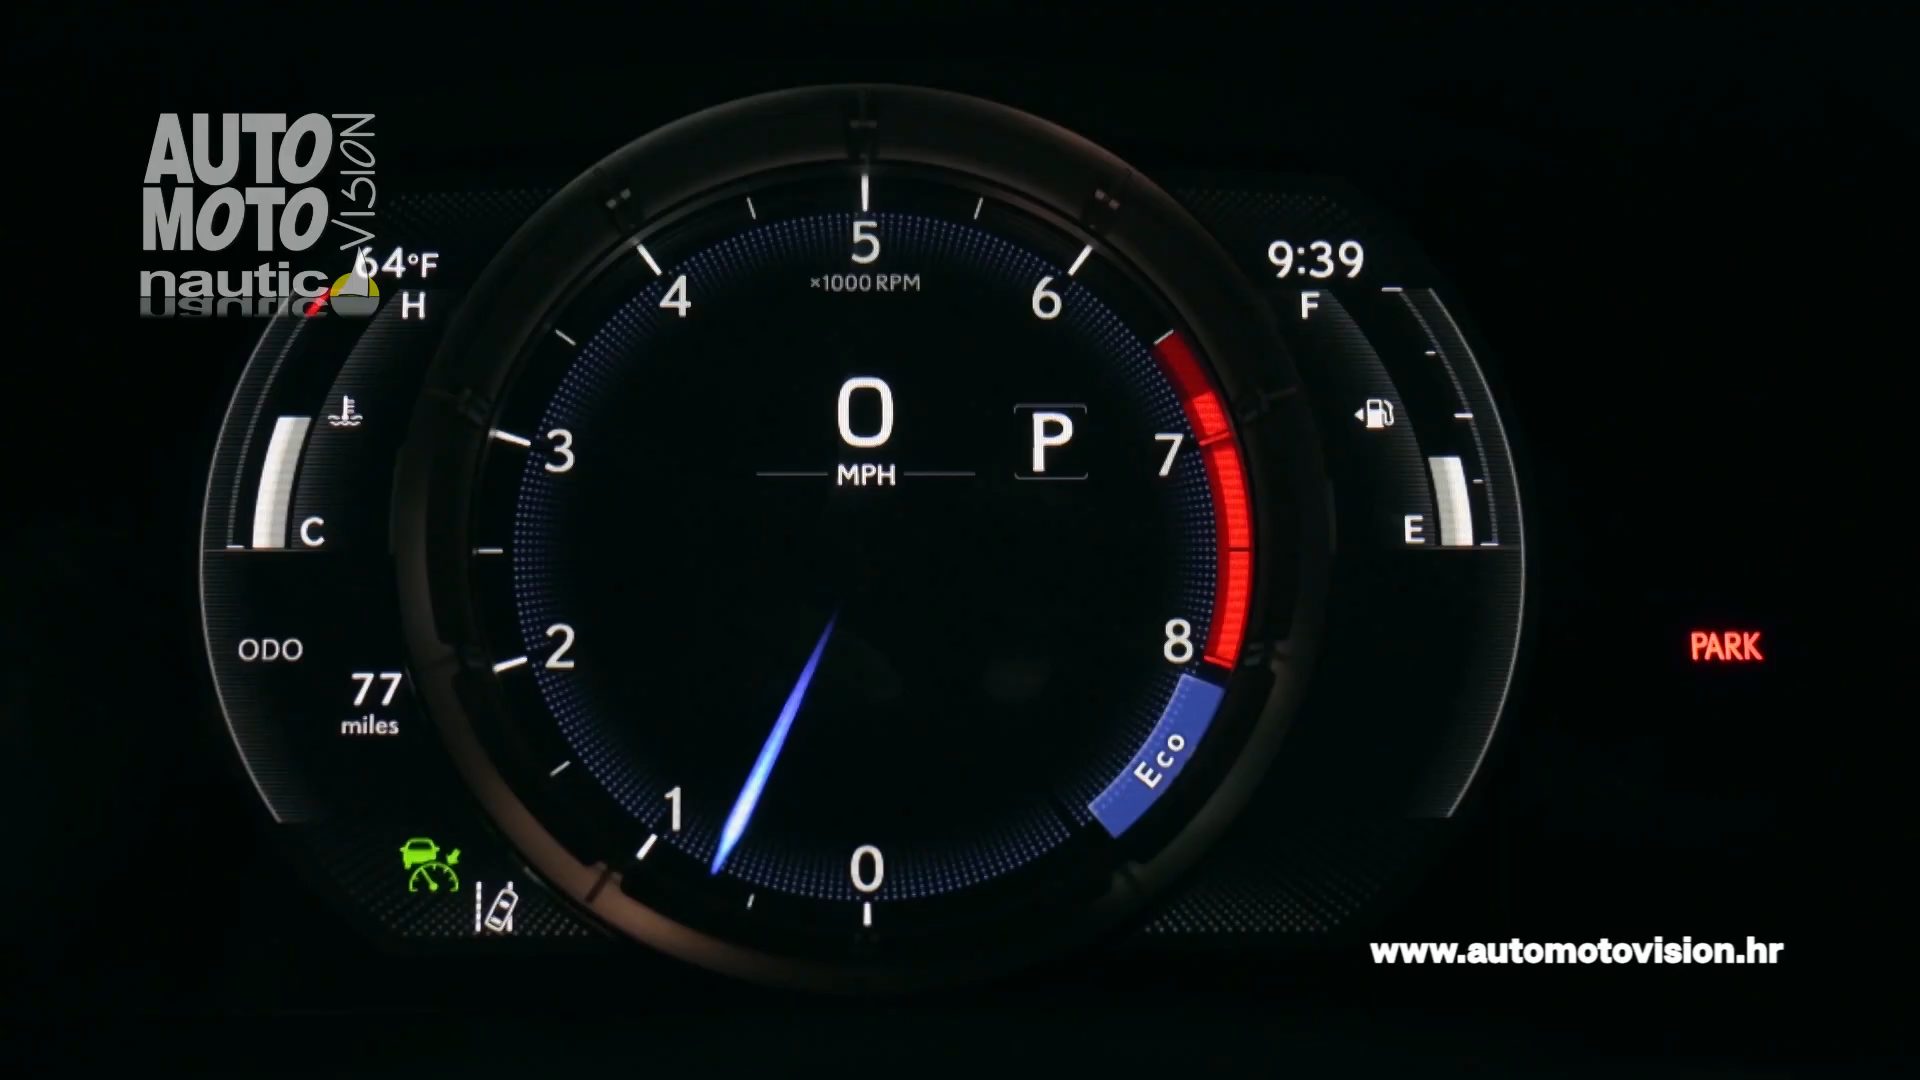 AUTO
MOTO
VISION
nautic
64°F
H
C
ODO
77
miles
5
×1000 RPM
4
6
3
7
2
8
1
0
0
MPH
P
Eco
9:39
F
E
PARK
www.automotovision.hr